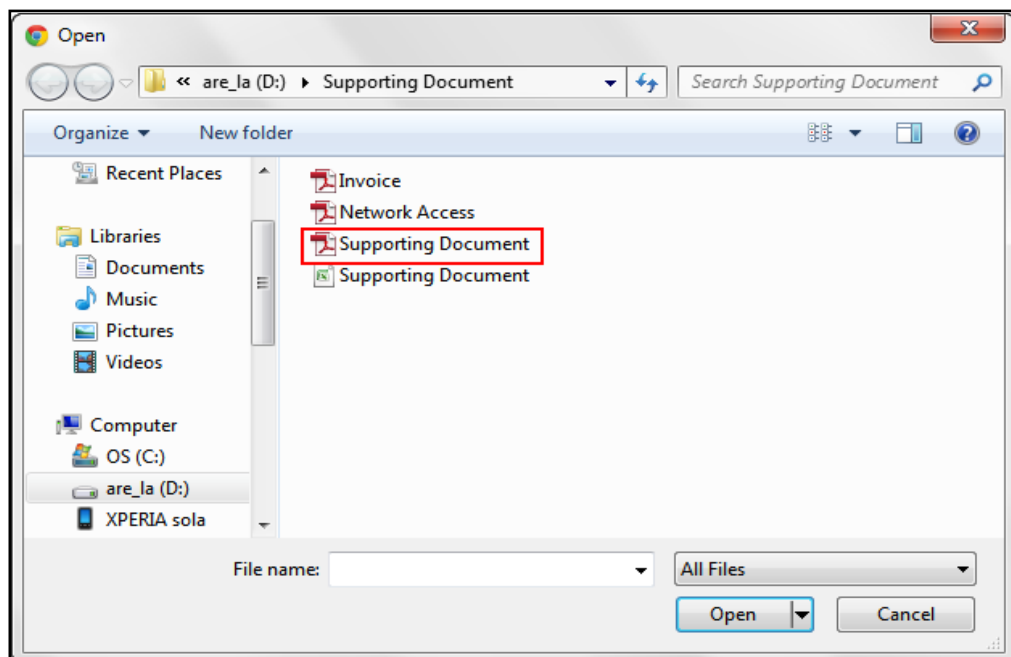 Open
« are_la (D:) Supporting Document
Search Supporting Document
Organize New folder
Recent Places
Libraries
Documents
Music
Pictures
Videos
Computer
OS (C:)
are_la (D:)
XPERIA sola
Invoice
Network Access
Supporting Document
Supporting Document
File name:
All Files
Open Cancel